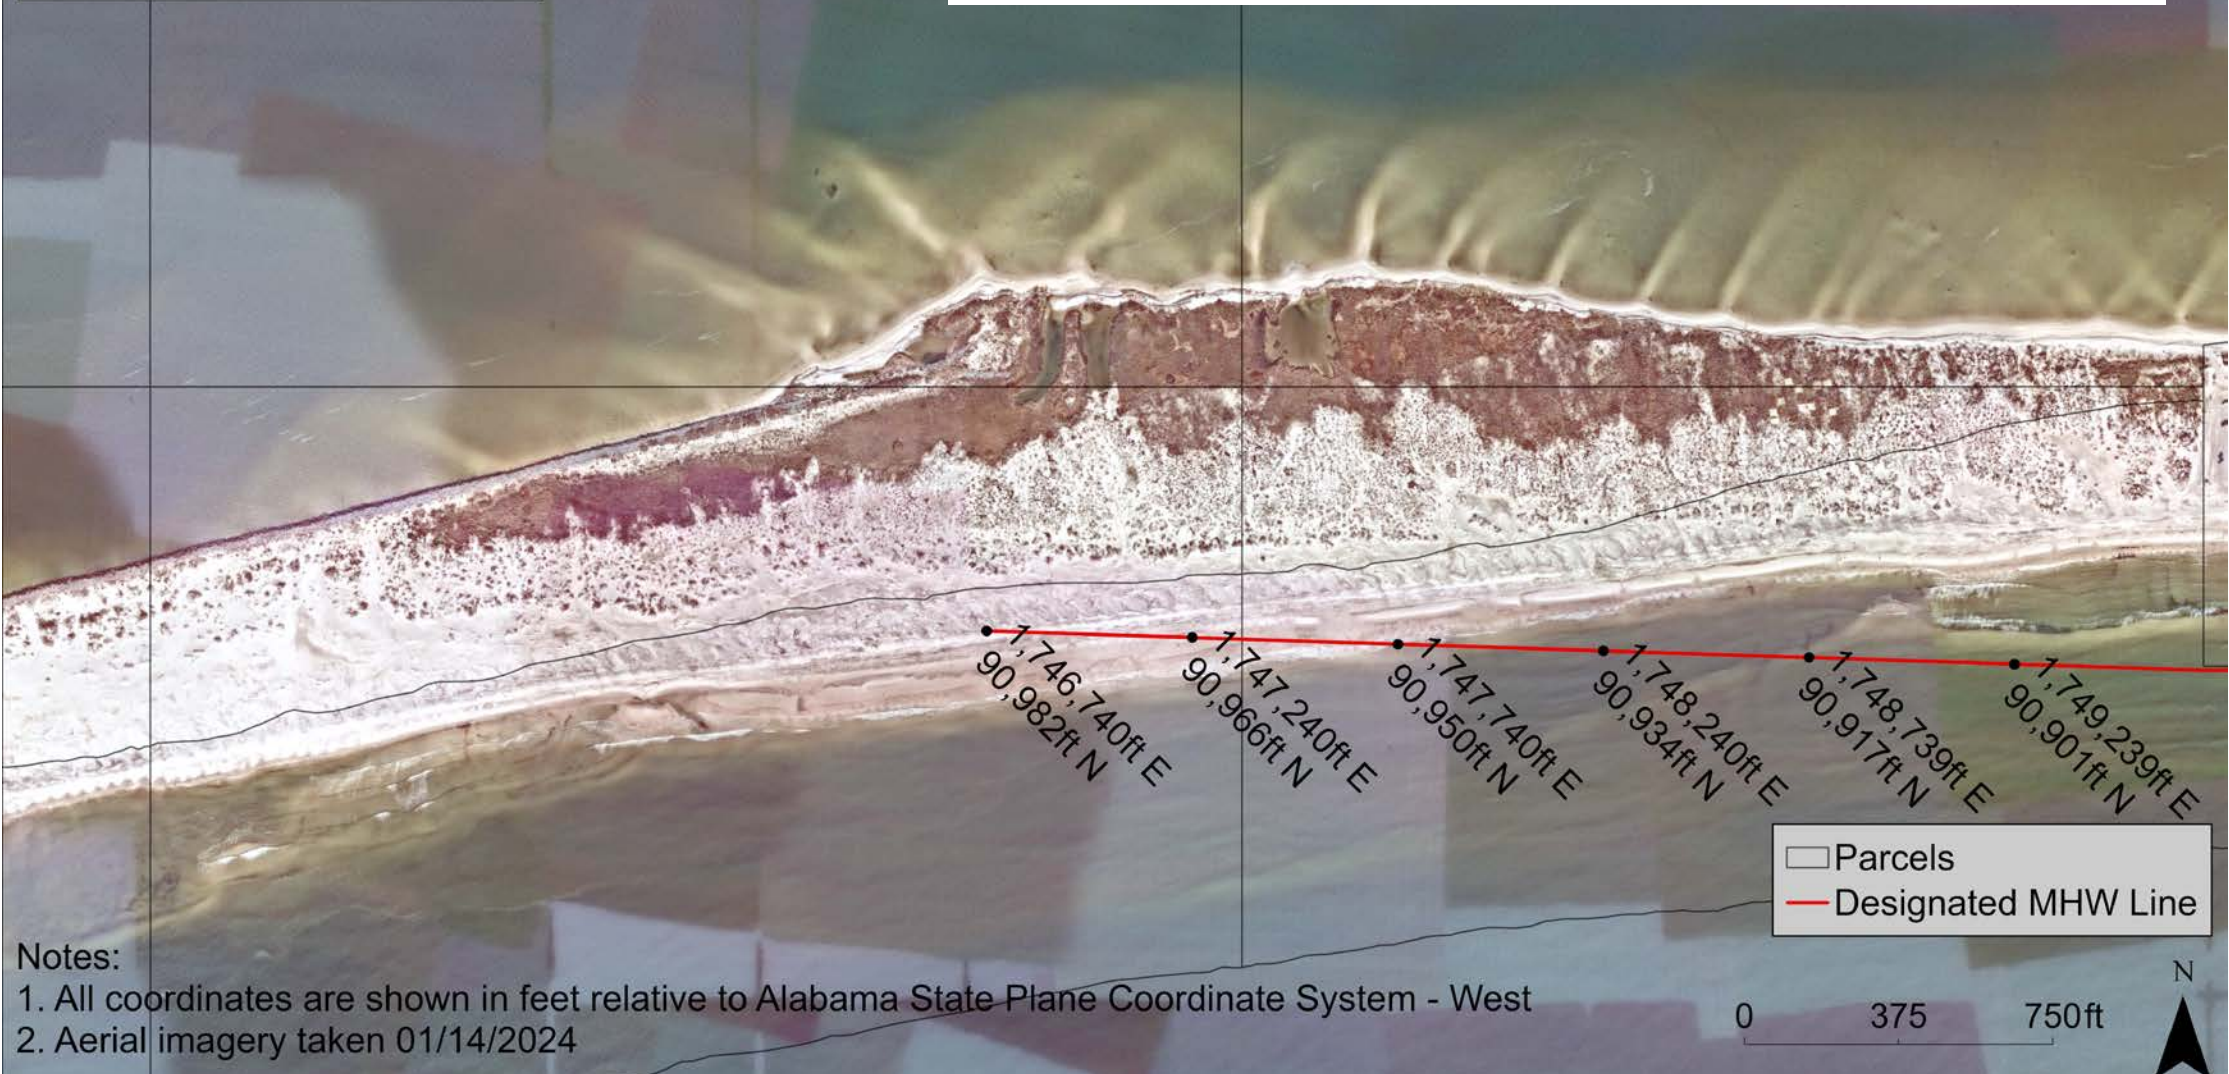 1,746,740ft E
90,982ft N
1,747,240ft E
90,966ft N
1,747,740ft E
90,950ft N
1,748,240ft E
90,934ft N
1,748,739ft E
90,917ft N
1,749,239ft E
90,901ft N
Parcels
Designated MHW Line
Notes:
1. All coordinates are shown in feet relative to Alabama State Plane Coordinate System - West
2. Aerial imagery taken 01/14/2024
0 375 750ft
N